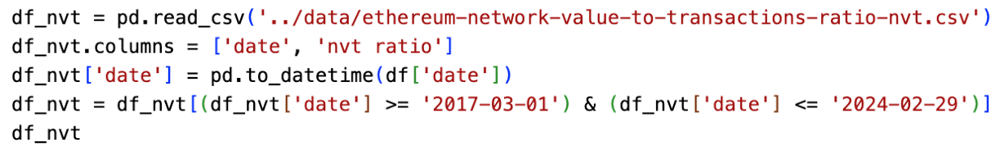 df_nvt = pd.read_csv('../data/ethereum-network-value-to-transactions-ratio-nvt.csv')
df_nvt.columns = ['date', 'nvt ratio']
df_nvt['date'] = pd.to_datetime(df['date'])
df_nvt = df_nvt[(df_nvt['date'] >= '2017-03-01') & (df_nvt['date'] <= '2024-02-29')]
df_nvt